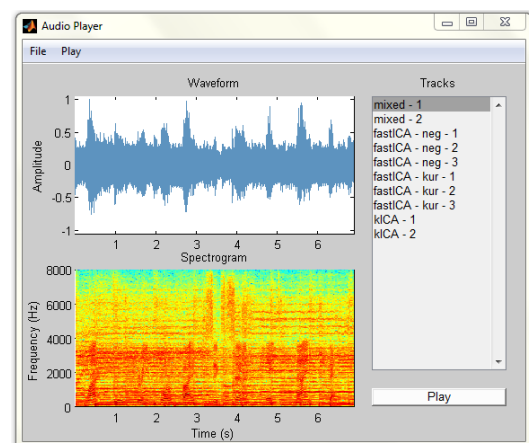 Audio Player
File Play
Waveform
Amplitude
1
0.5
0
-0.5
-1
1 2 3 4 5 6
Spectrogram
Frequency (Hz)
8000
6000
4000
2000
0
1 2 3 4 5 6
Time (s)
Tracks
mixed - 1
mixed - 2
fastICA - neg - 1
fastICA - neg - 2
fastICA - neg - 3
fastICA - kur - 1
fastICA - kur - 2
fastICA - kur - 3
kICA - 1
kICA - 2
Play